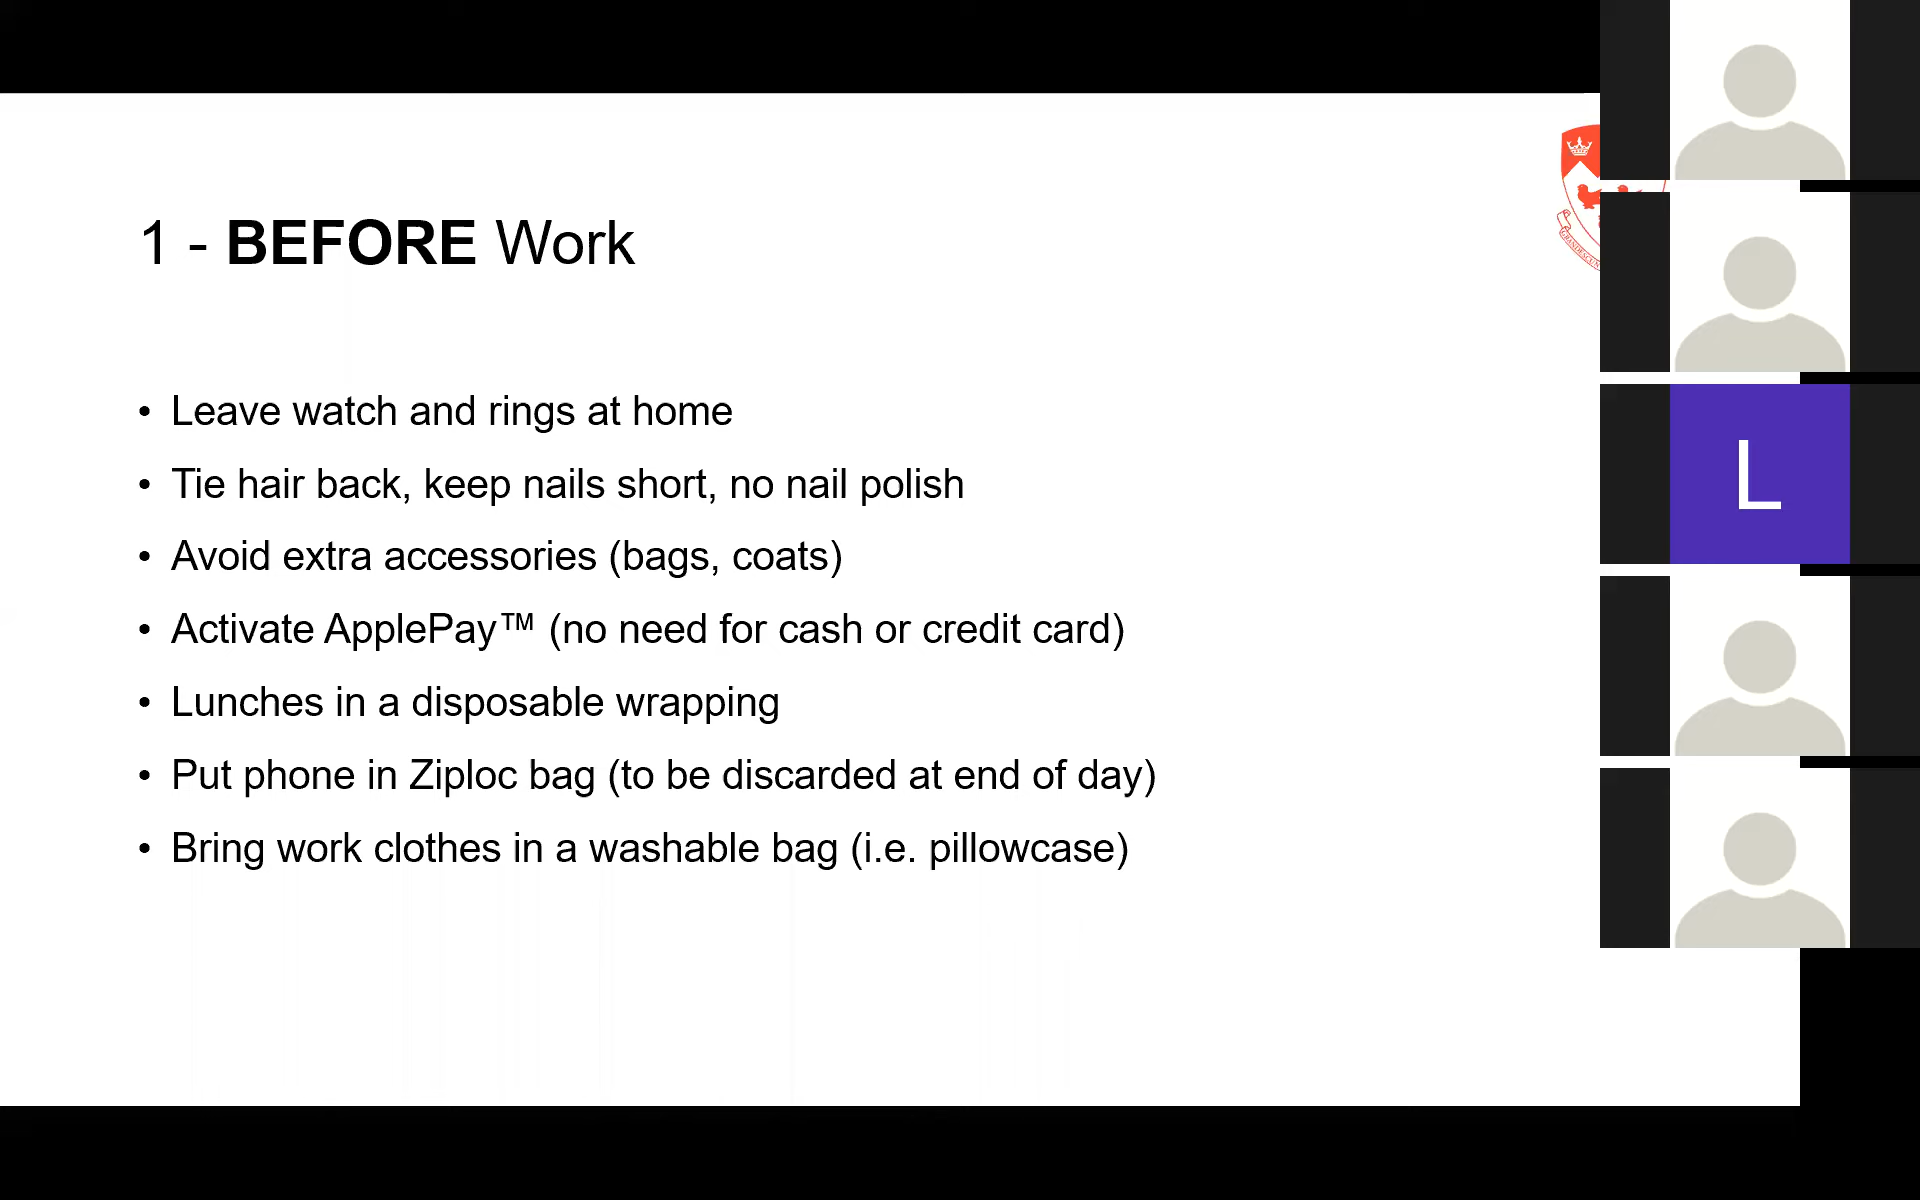 1 - BEFORE Work
• Leave watch and rings at home
• Tie hair back, keep nails short, no nail polish
• Avoid extra accessories (bags, coats)
• Activate ApplePay™ (no need for cash or credit card)
• Lunches in a disposable wrapping
• Put phone in Ziploc bag (to be discarded at end of day)
• Bring work clothes in a washable bag (i.e. pillowcase)
L